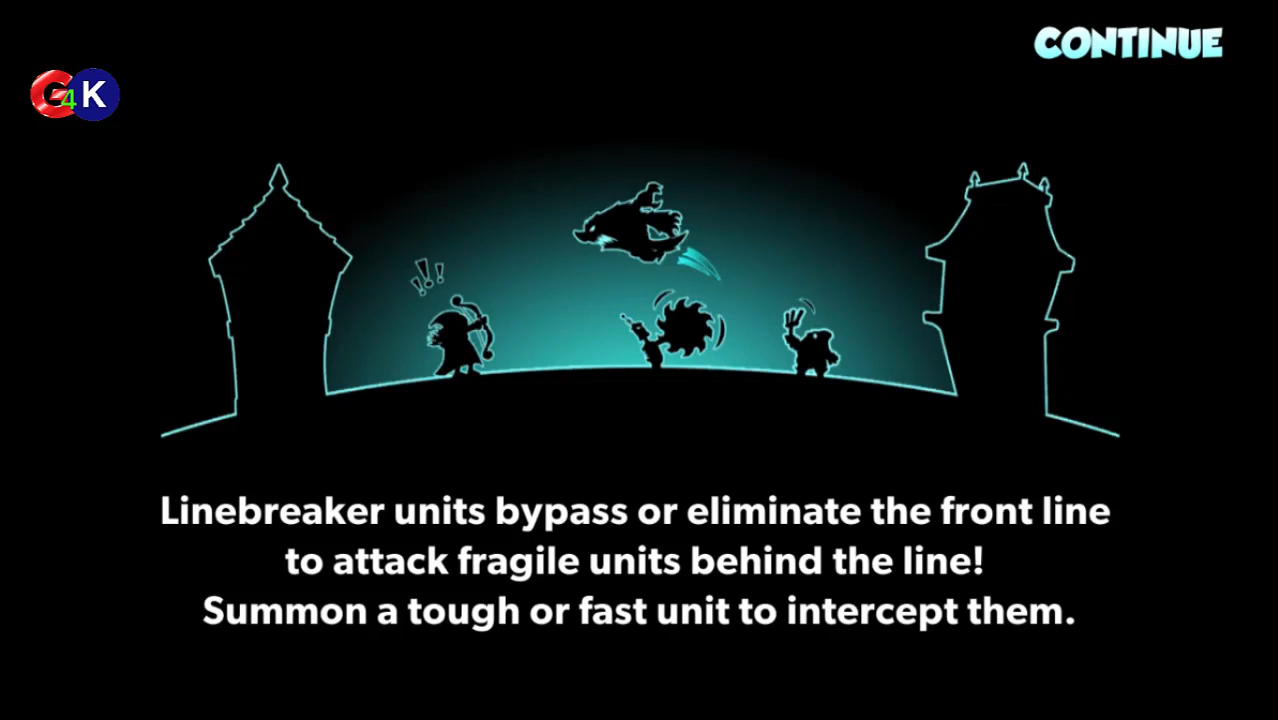 CONTINUE
G4K
!!!
Linebreaker units bypass or eliminate the front line
to attack fragile units behind the line!
Summon a tough or fast unit to intercept them.